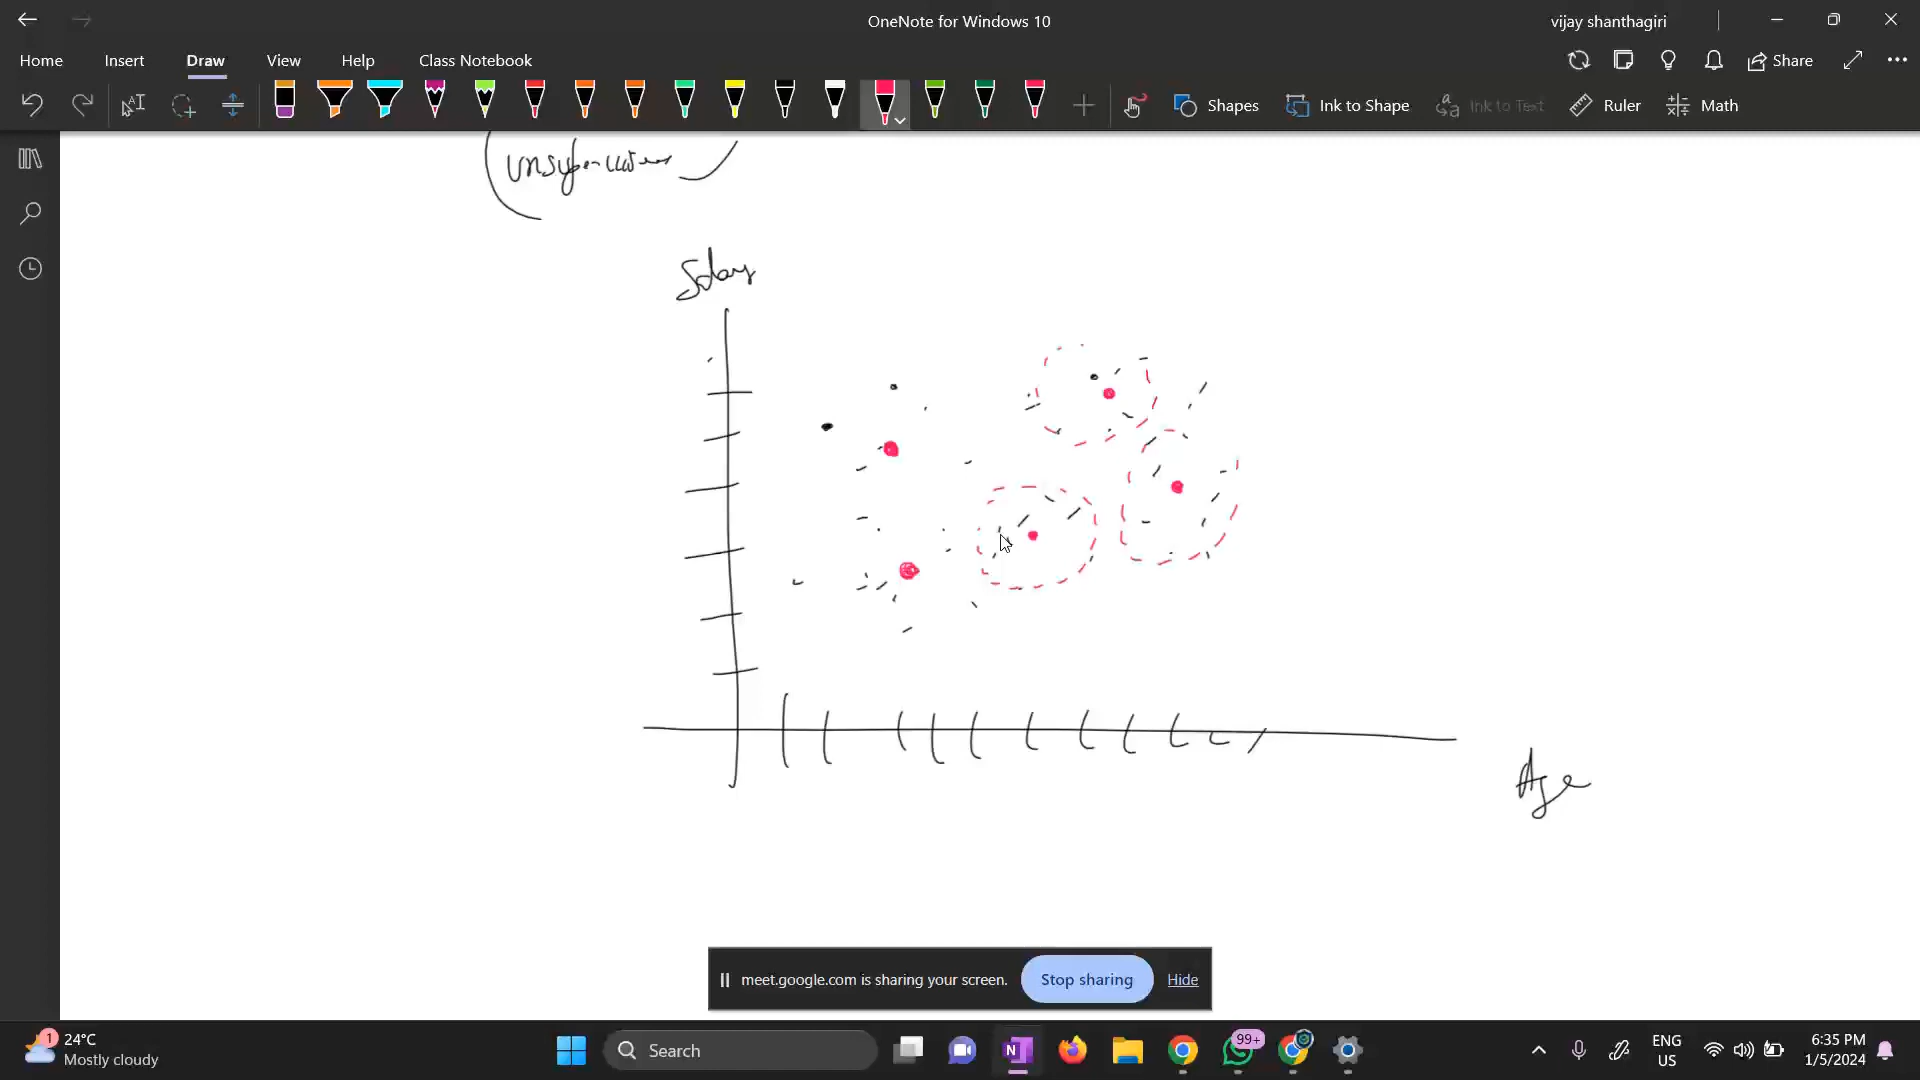 OneNote for Windows 10
vijay shanthagiri
Home Insert Draw View Help Class Notebook
Share
Shapes Ink to Shape Ink to Text Ruler Math
Salary
Age
meet.google.com is sharing your screen. Stop sharing Hide
1 24°C
Mostly cloudy
Search
99+
ENG
US
6:35 PM
1/5/2024